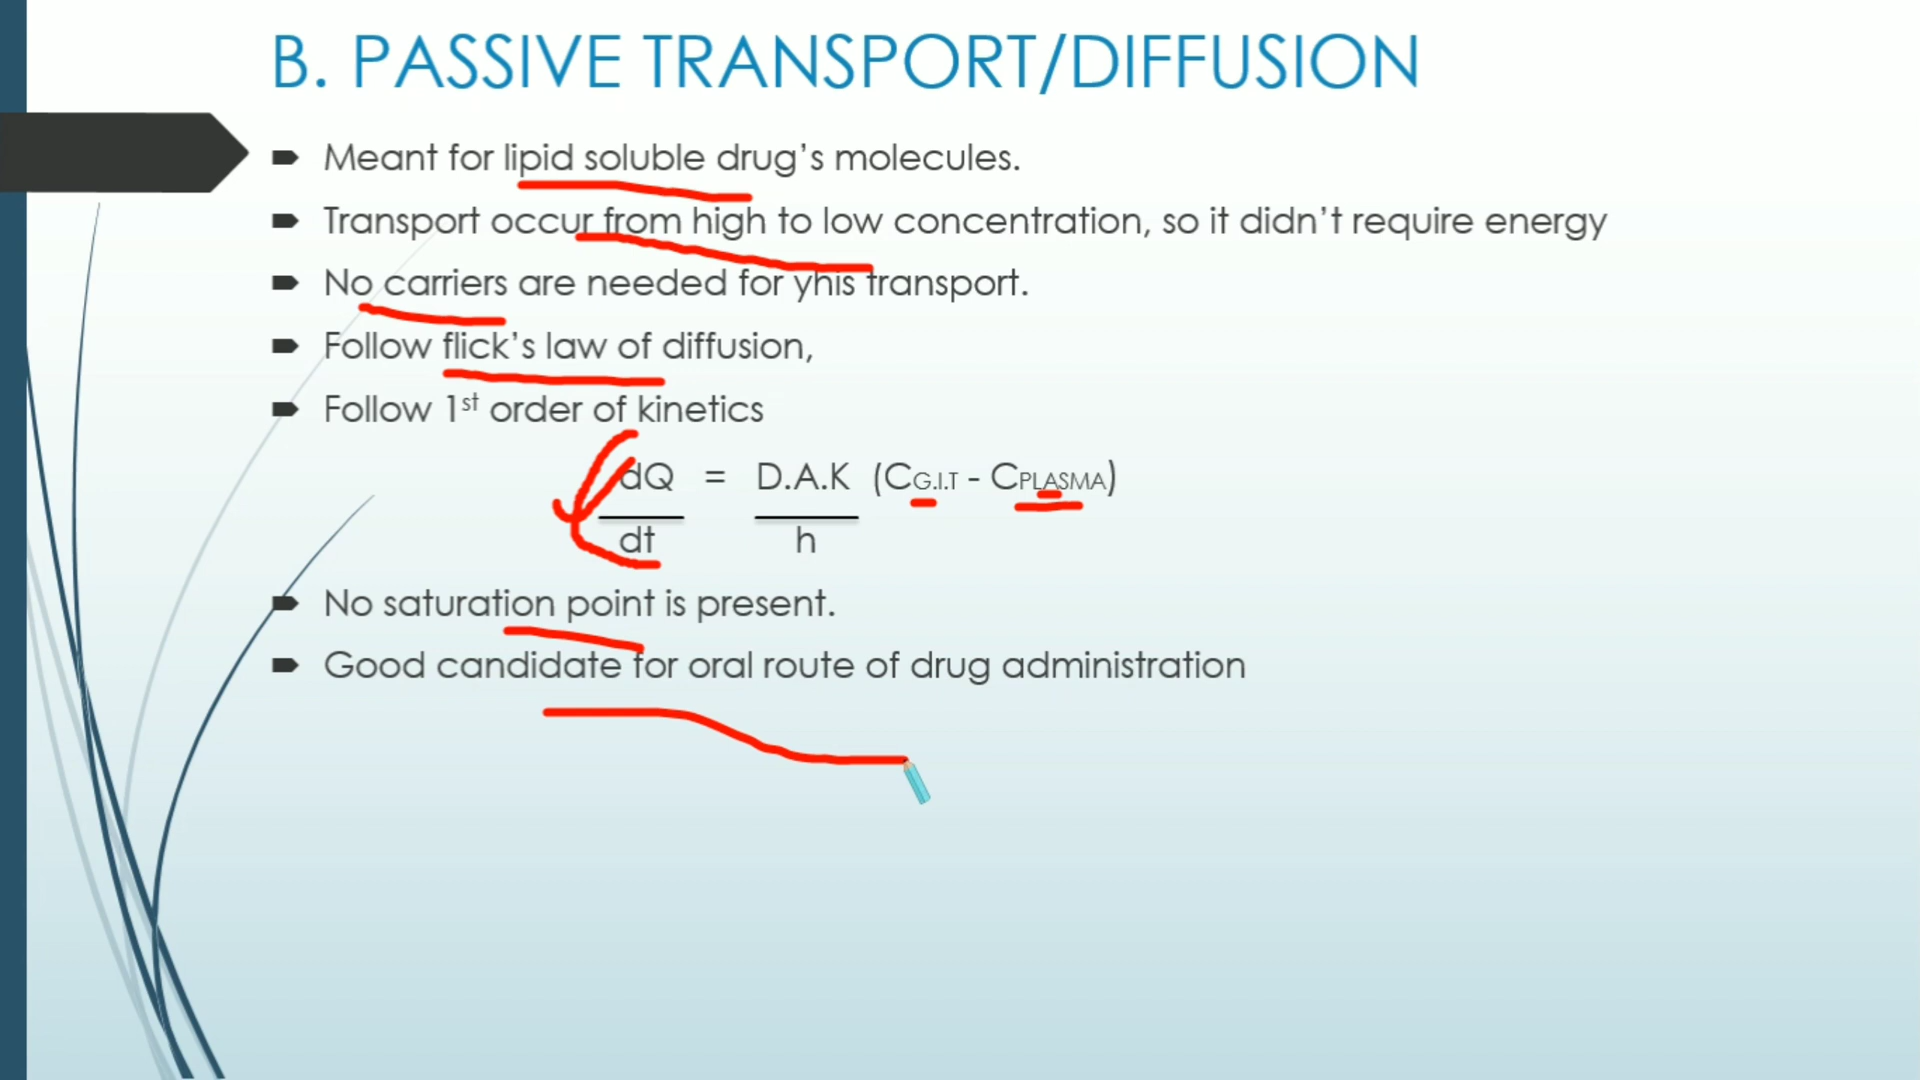 B. PASSIVE TRANSPORT/DIFFUSION
Meant for lipid soluble drug's molecules.
Transport occur from high to low concentration, so it didn't require energy
No carriers are needed for yhis transport.
Follow flick's law of diffusion,
Follow 1st order of kinetics
dQ = D.A.K (CG.I.T - CPLASMA)
dt h
No saturation point is present.
Good candidate for oral route of drug administration